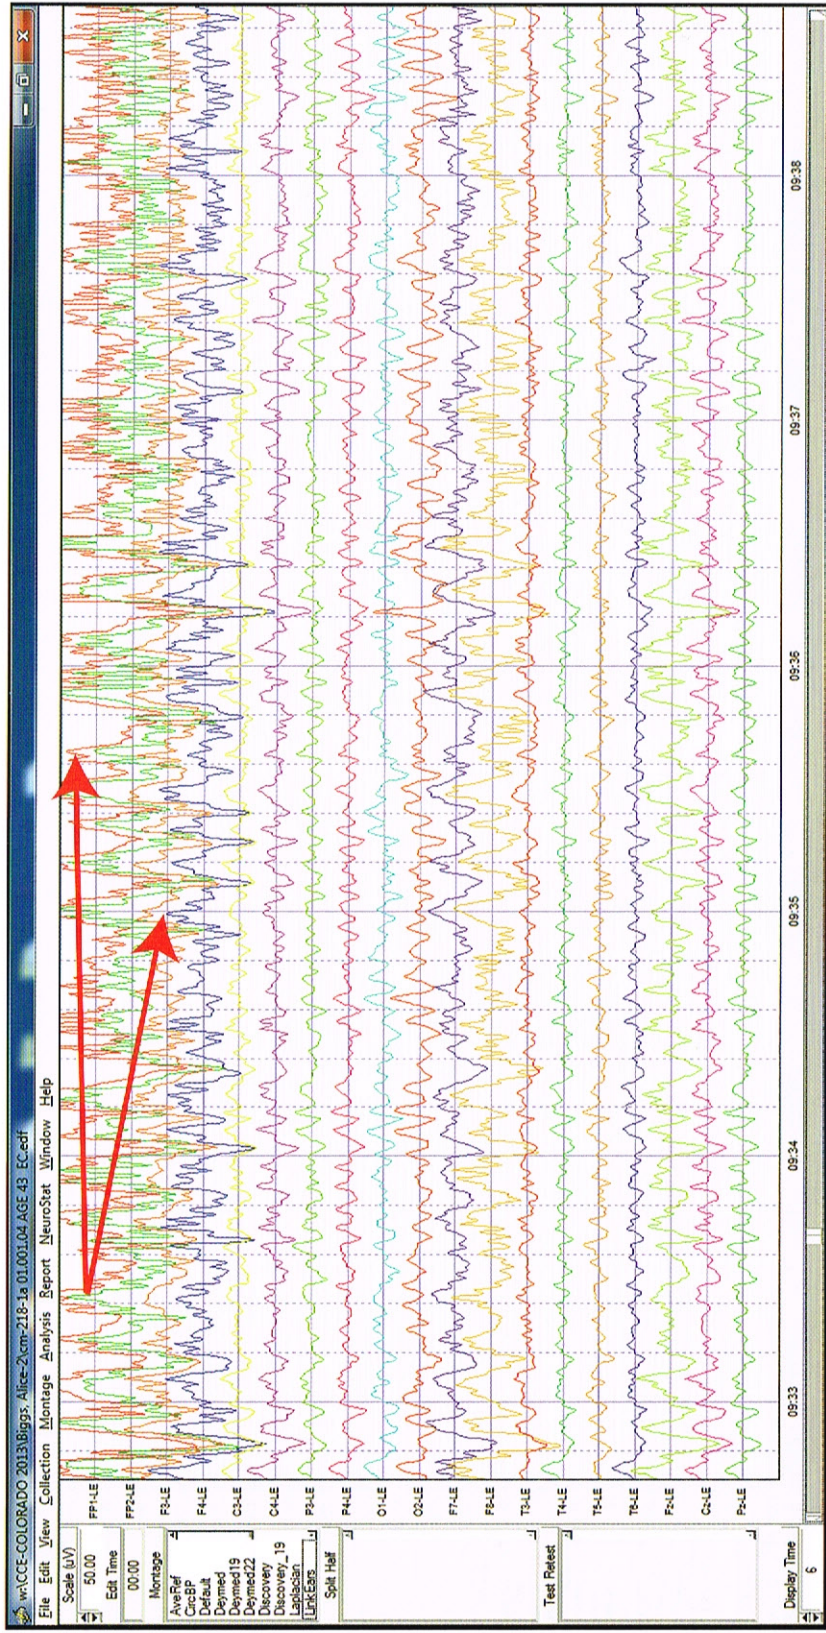 w:\CCE-COLORADO 2013\Biggs, Alice-2\cm-218-1a 01.001.04 AGE 43 EC.edf
File Edit View Collection Montage Analysis Report NeuroStat Window Help
Scale (uV)
50.00
Edit Time
00:00
Montage
AveRef
CircBP
Default
Deymed
Deymed19
Deymed22
Discovery
Discovery_19
Laplacian
LinkEars
Split Half
Test Retest
Display Time
6
FP1-LE
FP2-LE
F3-LE
F4-LE
C3-LE
C4-LE
P3-LE
P4-LE
O1-LE
O2-LE
F7-LE
F8-LE
T3-LE
T4-LE
T5-LE
T6-LE
Fz-LE
Cz-LE
Pz-LE
09:33 09:34 09:35 09:36 09:37 09:38